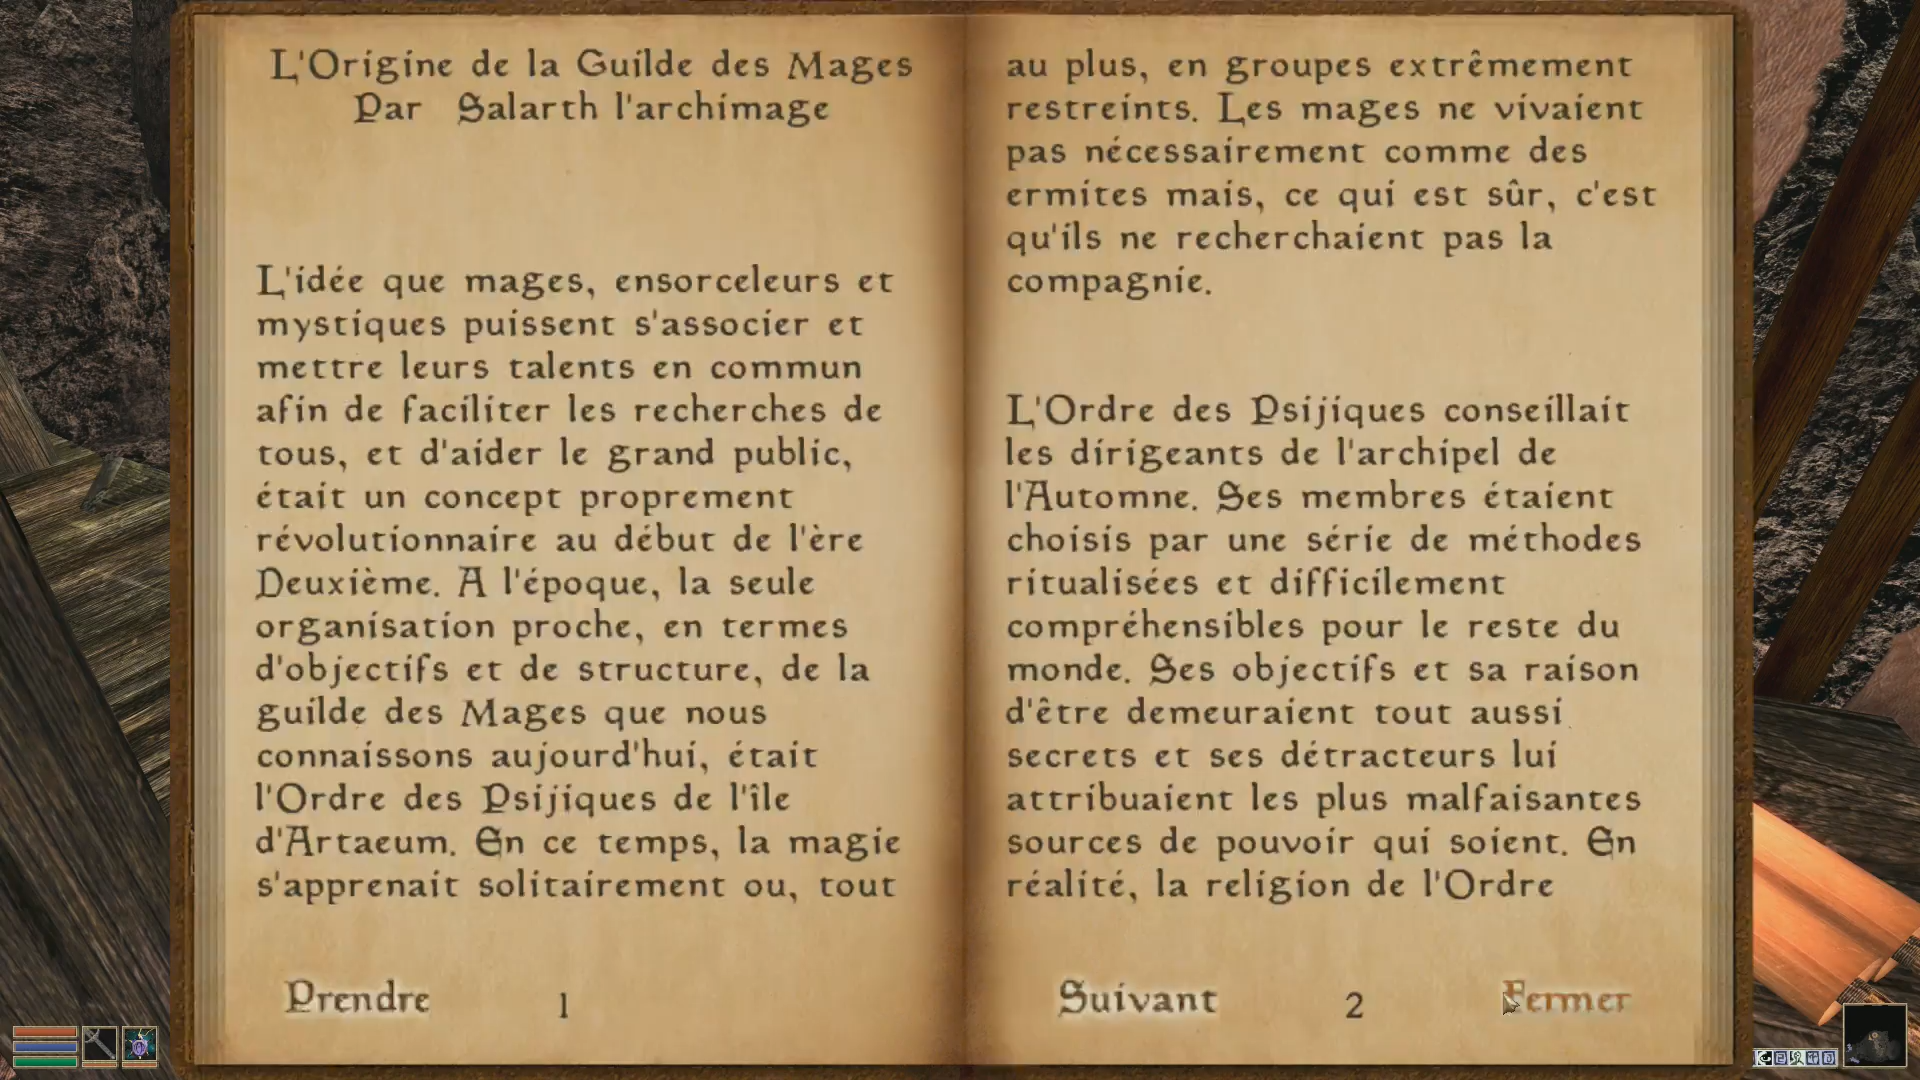 L'Origine de la Guilde des Mages
Par Salarth l'archimage
L'idée que mages, ensorceleurs et
mystiques puissent s'associer et
mettre leurs talents en commun
afin de faciliter les recherches de
tous, et d'aider le grand public,
était un concept proprement
révolutionnaire au début de l'ère
Deuxième. A l'époque, la seule
organisation proche, en termes
d'objectifs et de structure, de la
guilde des Mages que nous
connaissons aujourd'hui, était
l'Ordre des Psijiques de l'île
d'Artaeum. En ce temps, la magie
s'apprenait solitairement ou, tout
au plus, en groupes extrêmement
restreints. Les mages ne vivaient
pas nécessairement comme des
ermites mais, ce qui est sûr, c'est
qu'ils ne recherchaient pas la
compagnie.
L'Ordre des Psijiques conseillait
les dirigeants de l'archipel de
l'Automne. Ses membres étaient
choisis par une série de méthodes
ritualisées et difficilement
compréhensibles pour le reste du
monde. Ses objectifs et sa raison
d'être demeuraient tout aussi
secrets et ses détracteurs lui
attribuaient les plus malfaisantes
sources de pouvoir qui soient. En
réalité, la religion de l'Ordre
Prendre 1 Suivant 2 Fermer